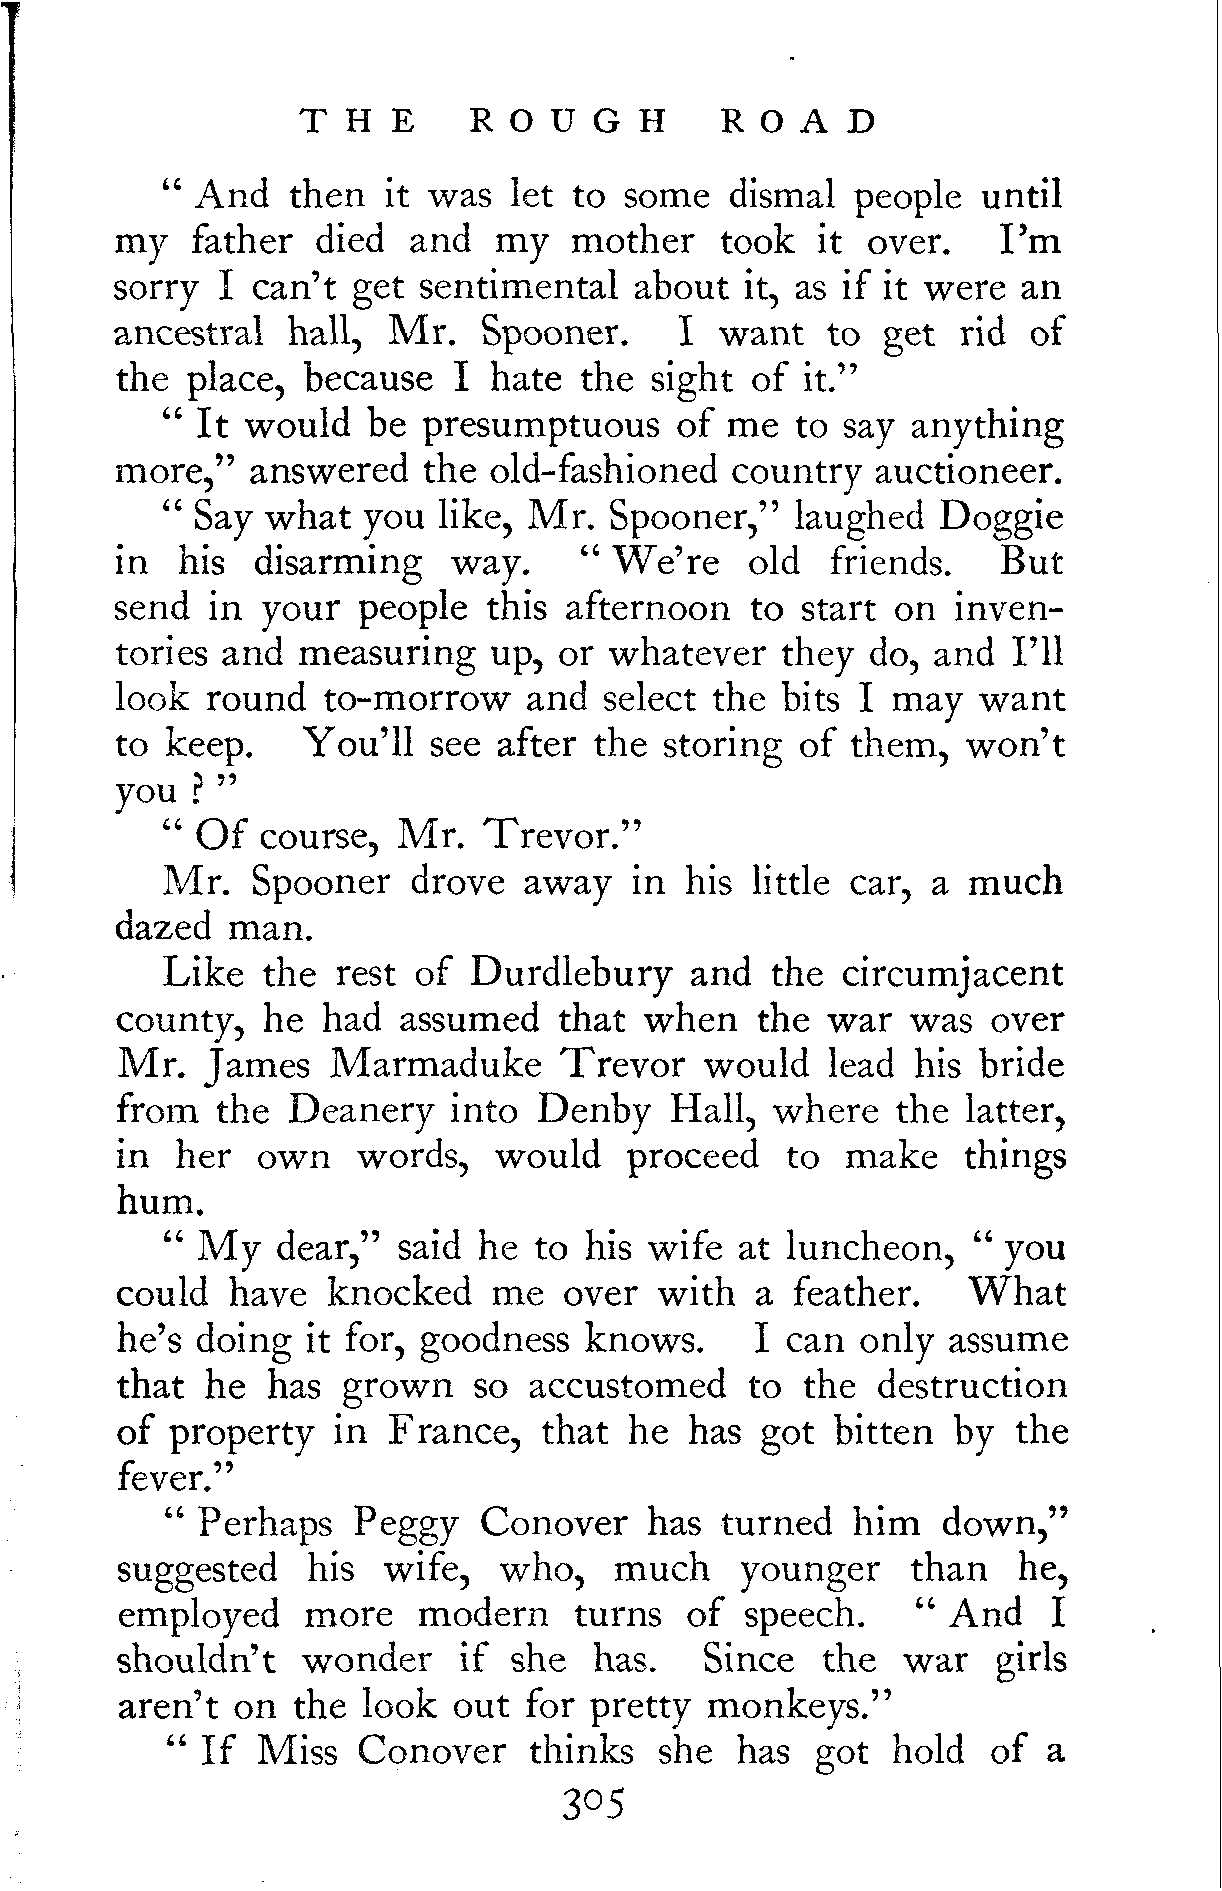 THE ROUGH ROAD
“ And then it was let to some dismal people until
my father died and my mother took it over. I’m
sorry I can’t get sentimental about it, as if it were an
ancestral hall, Mr. Spooner. I want to get rid of
the place, because I hate the sight of it.”
“ It would be presumptuous of me to say anything
more,” answered the old-fashioned country auctioneer.
“ Say what you like, Mr. Spooner,” laughed Doggie
in his disarming way. “ We’re old friends. But
send in your people this afternoon to start on inven-
tories and measuring up, or whatever they do, and I’ll
look round to-morrow and select the bits I may want
to keep. You’ll see after the storing of them, won’t
you ? ”
“ Of course, Mr. Trevor.”
Mr. Spooner drove away in his little car, a much
dazed man.
Like the rest of Durdlebury and the circumjacent
county, he had assumed that when the war was over
Mr. James Marmaduke Trevor would lead his bride
from the Deanery into Denby Hall, where the latter,
in her own words, would proceed to make things
hum.
“ My dear,” said he to his wife at luncheon, “ you
could have knocked me over with a feather. What
he’s doing it for, goodness knows. I can only assume
that he has grown so accustomed to the destruction
of property in France, that he has got bitten by the
fever.”
“ Perhaps Peggy Conover has turned him down,”
suggested his wife, who, much younger than he,
employed more modern turns of speech. “ And I
shouldn’t wonder if she has. Since the war girls
aren’t on the look out for pretty monkeys.”
“ If Miss Conover thinks she has got hold of a
305